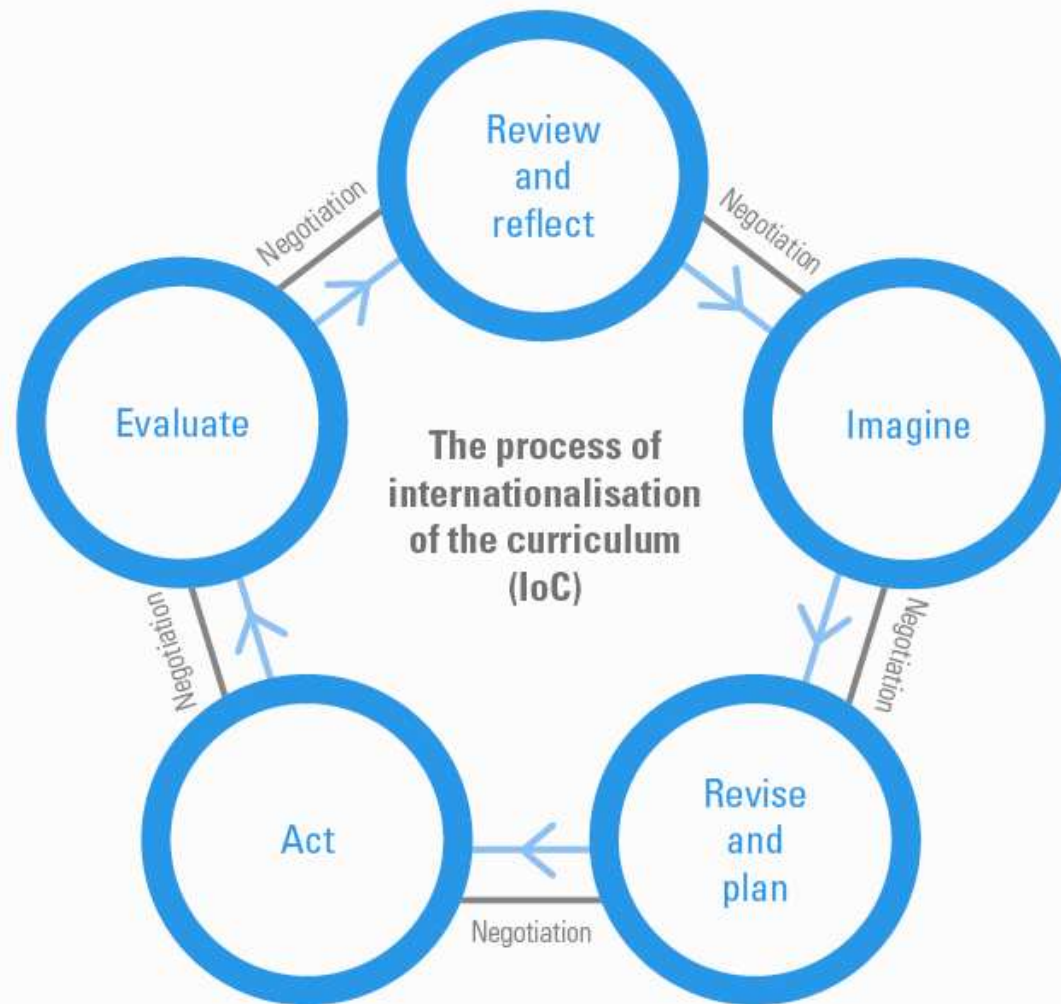 Review
and
reflect
Negotiation
Negotiation
Evaluate
Imagine
The process of
internationalisation
of the curriculum
(IoC)
Negotiation
Negotiation
Act
Revise
and
plan
Negotiation